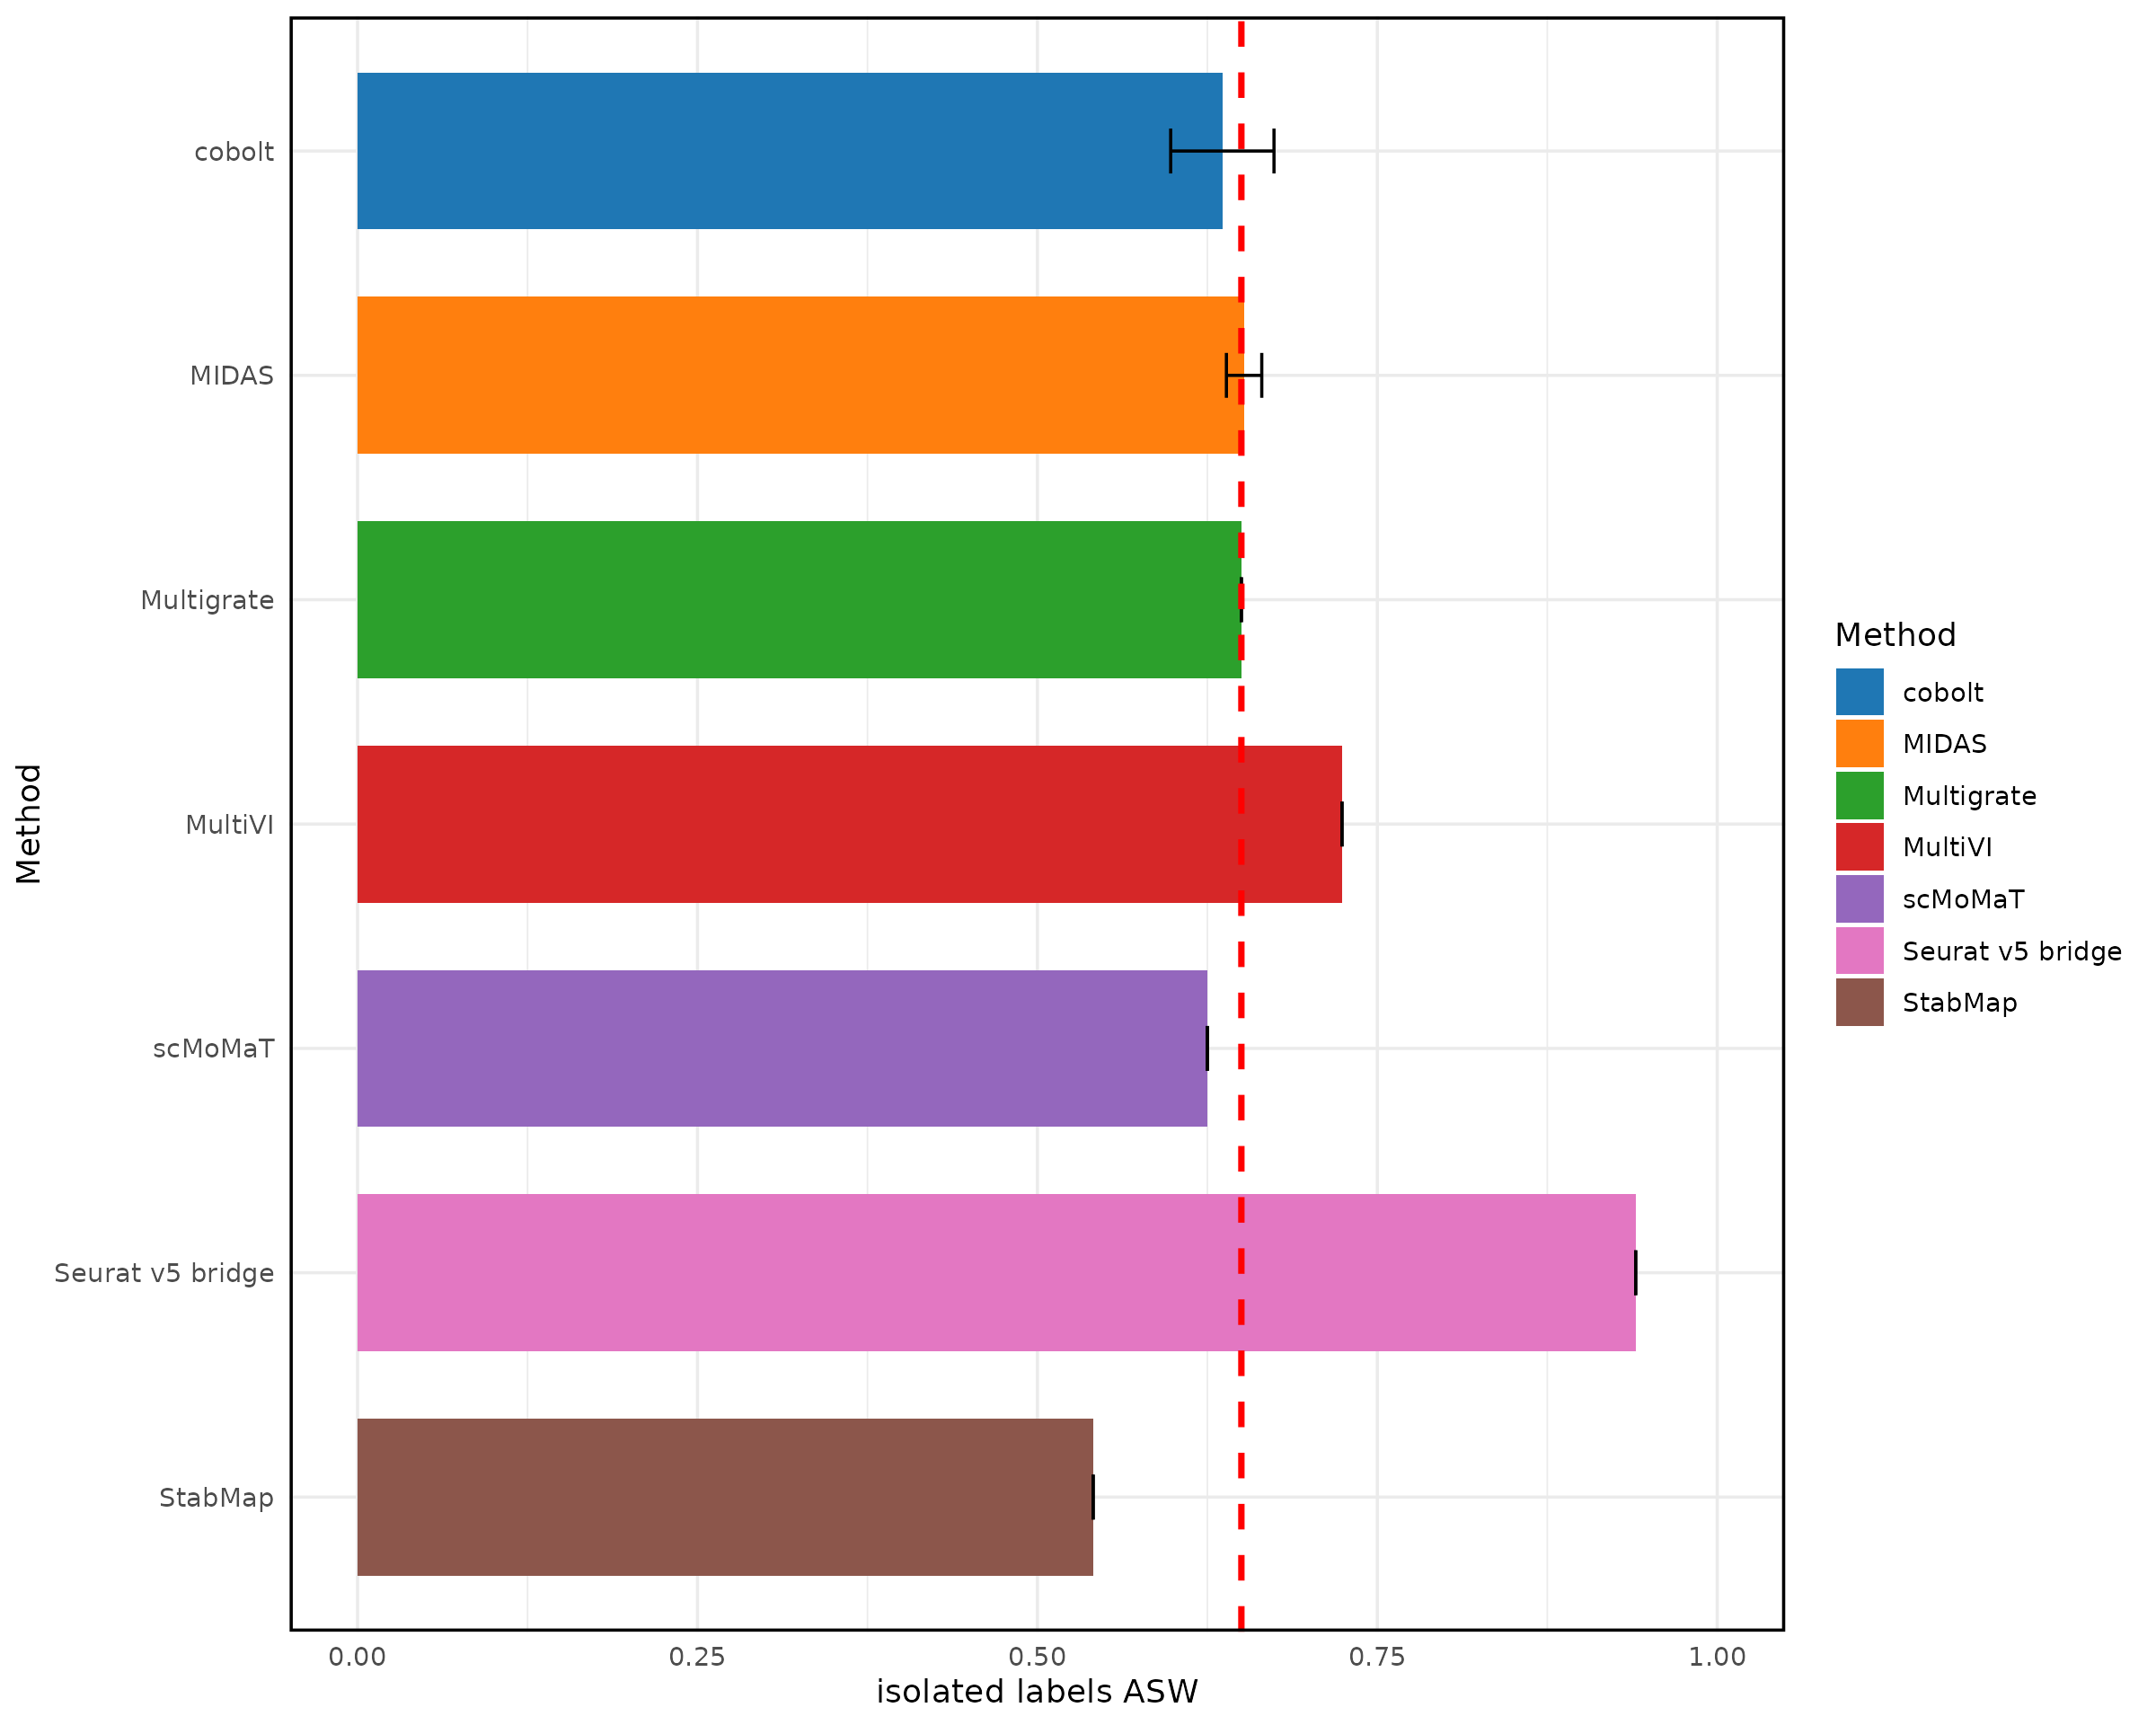 Method
cobolt
MIDAS
Multigrate
MultiVI
scMoMaT
Seurat v5 bridge
StabMap
0.00 0.25 0.50 0.75 1.00
isolated labels ASW
Method
cobolt
MIDAS
Multigrate
MultiVI
scMoMaT
Seurat v5 bridge
StabMap